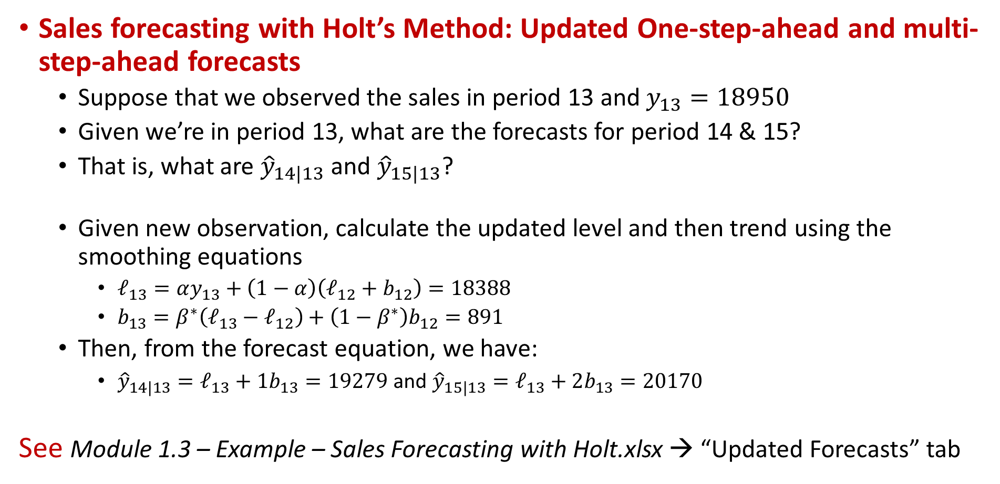 • Sales forecasting with Holt’s Method: Updated One-step-ahead and multi-
step-ahead forecasts
• Suppose that we observed the sales in period 13 and $y_{13} = 18950$
• Given we’re in period 13, what are the forecasts for period 14 & 15?
• That is, what are $\hat{y}_{14|13}$ and $\hat{y}_{15|13}$?
• Given new observation, calculate the updated level and then trend using the
smoothing equations
• $\ell_{13} = \alpha y_{13} + (1 - \alpha)(\ell_{12} + b_{12}) = 18388$
• $b_{13} = \beta^*(\ell_{13} - \ell_{12}) + (1 - \beta^*)b_{12} = 891$
• Then, from the forecast equation, we have:
• $\hat{y}_{14|13} = \ell_{13} + 1b_{13} = 19279$ and $\hat{y}_{15|13} = \ell_{13} + 2b_{13} = 20170$
See Module 1.3 – Example – Sales Forecasting with Holt.xlsx → “Updated Forecasts” tab